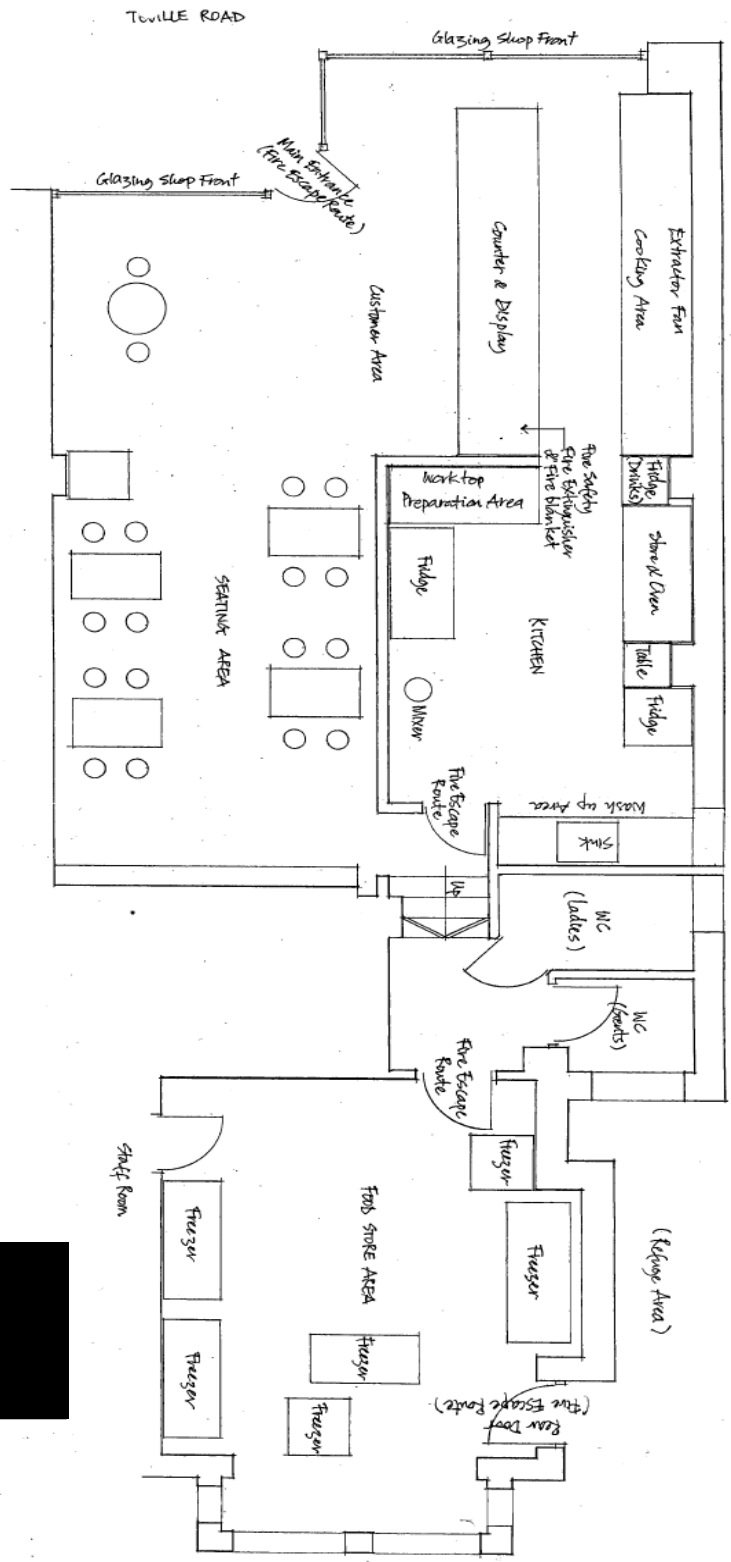 Glazing Shop Front
Main Entrance
(Fire Escape Route)
Glazing Shop Front
Extractor Fan
Cooking Area
Counter & Display
Customer Area
Fire Safety
Fire Extinguisher
& Fire blanket
Fridge
(Drinks)
Worktop
Preparation Area
Fridge
Store & Oven
KITCHEN
SEATING AREA
Table
Fridge
Mixer
Fire Escape
Route
Wash up Area
Sink
Up
WC
(Ladies)
WC
(Gents)
Fire Escape
Route
Staff Room
Freezer
Freezer
FOOD STORE AREA
Freezer
(Refuge Area)
Freezer
Freezer
Freezer
Rear Door
(Fire Escape Route)